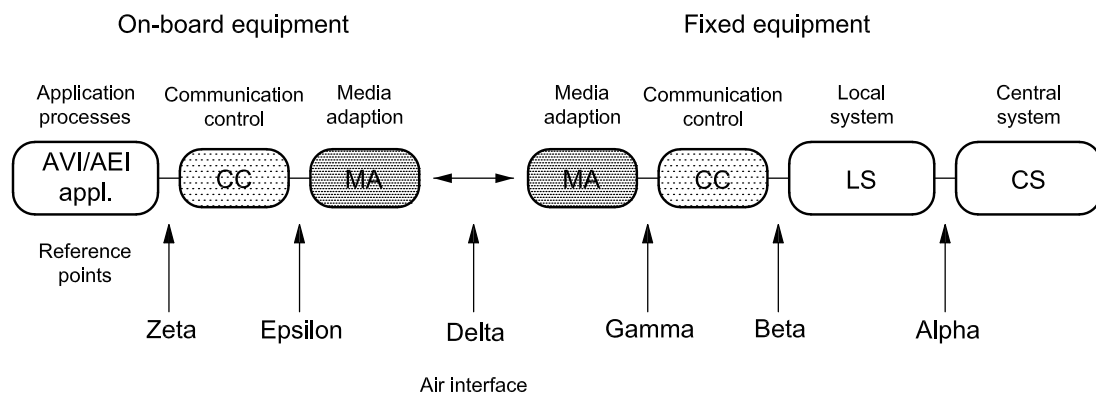 On-board equipment
Fixed equipment
Application
processes
Communication
control
Media
adaption
Media
adaption
Communication
control
Local
system
Central
system
AVI/AEI
appl.
CC
MA
MA
CC
LS
CS
Reference
points
Zeta
Epsilon
Delta
Gamma
Beta
Alpha
Air interface